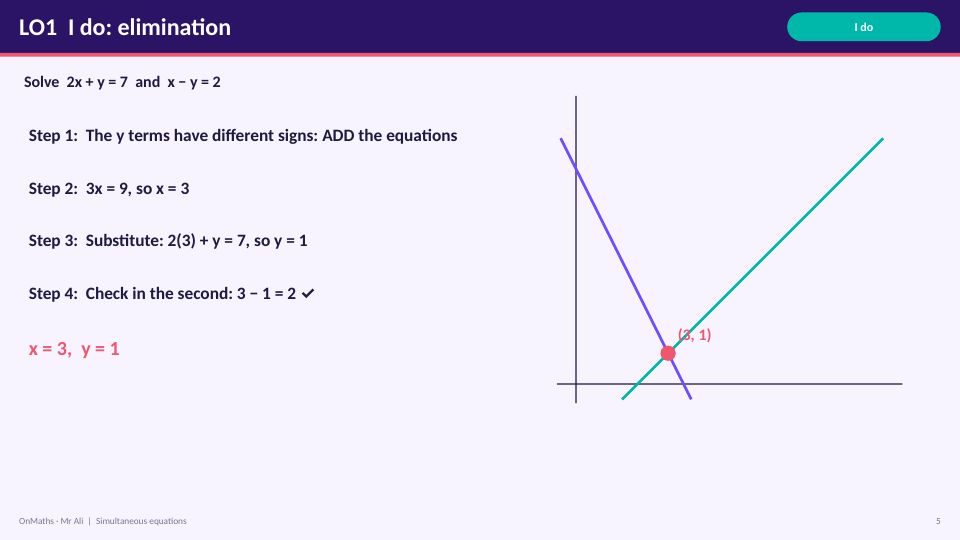 LO1 I do: elimination
I do
Solve 2x + y = 7 and x − y = 2
Step 1: The y terms have different signs: ADD the equations
Step 2: 3x = 9, so x = 3
Step 3: Substitute: 2(3) + y = 7, so y = 1
Step 4: Check in the second: 3 − 1 = 2 ✓
x = 3, y = 1
(3, 1)
OnMaths · Mr Ali | Simultaneous equations
5